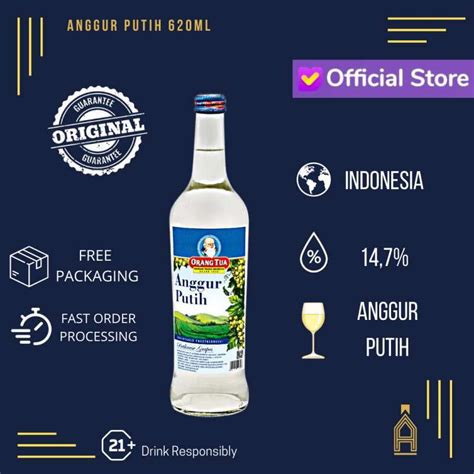 ANGGUR PUTIH 620ML
Official Store
GUARANTEE
ORIGINAL
GUARANTEE
INDONESIA
%
14,7%
FREE
PACKAGING
FAST ORDER
PROCESSING
ANGGUR
PUTIH
ORANG TUA
Anggur
Putih
21+
Drink Responsibly